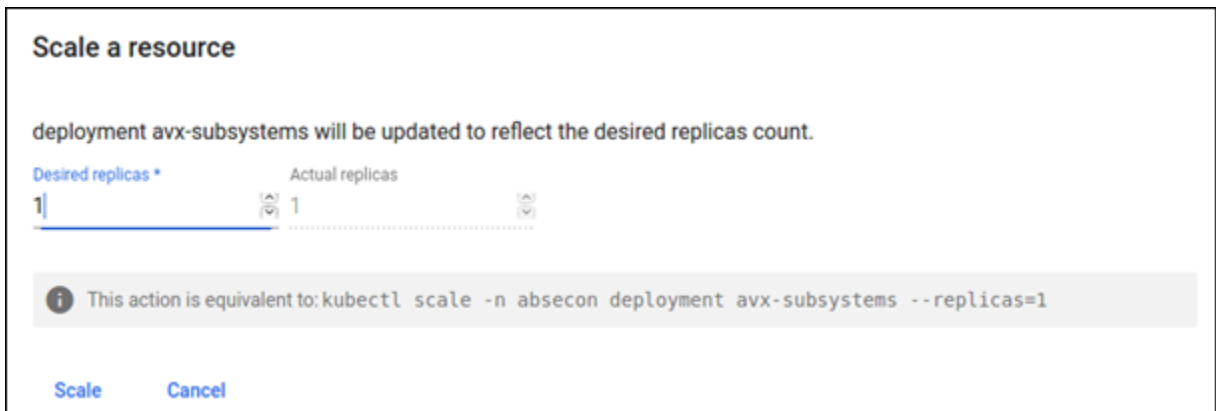 Scale a resource
deployment avx-subsystems will be updated to reflect the desired replicas count.
Desired replicas * Actual replicas
1 1
This action is equivalent to: kubectl scale -n absecon deployment avx-subsystems --replicas=1
Scale Cancel